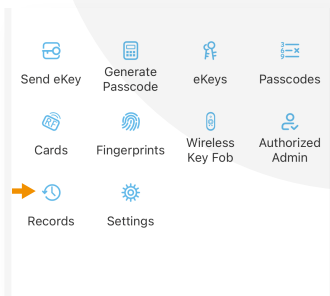 Send eKey
Generate
Passcode
eKeys
Passcodes
Cards
Fingerprints
Wireless
Key Fob
Authorized
Admin
Records
Settings